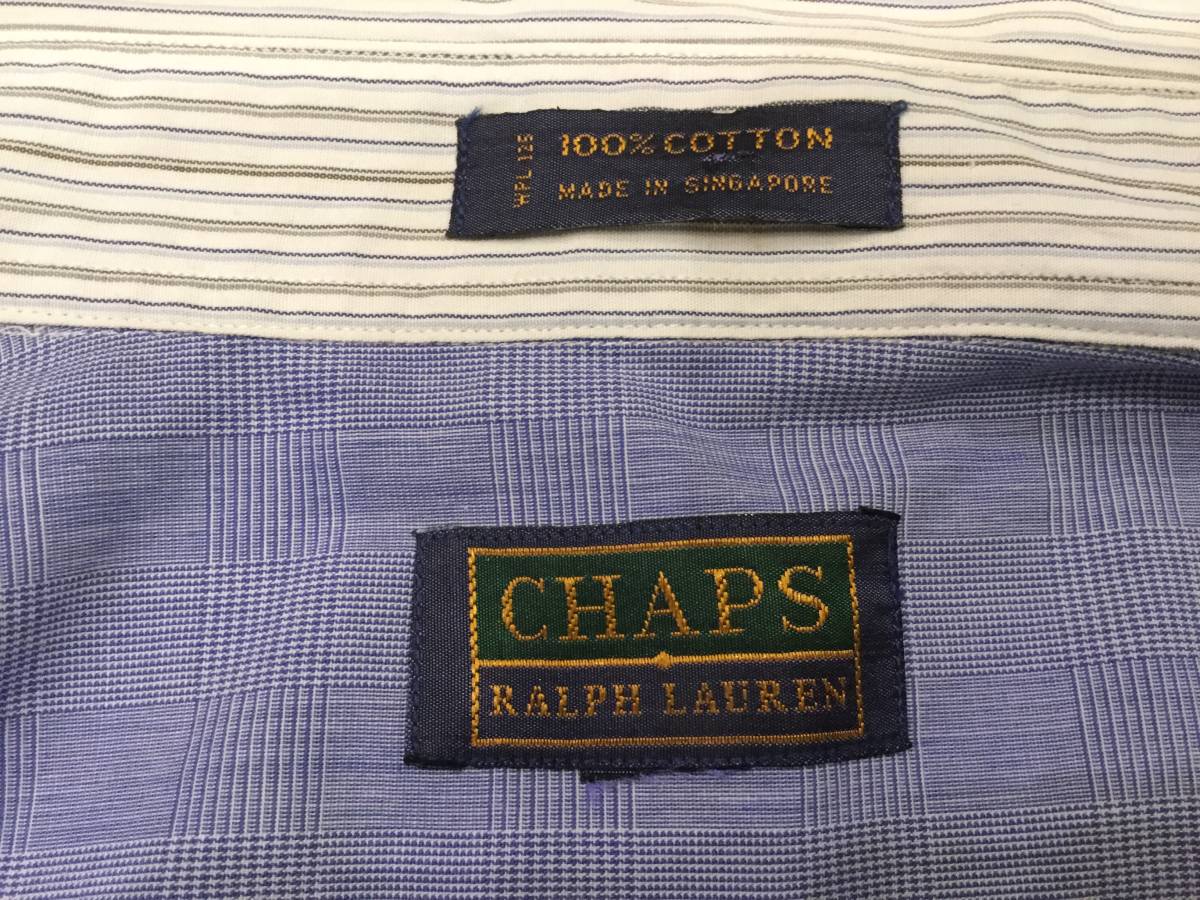 100% COTTON
MADE IN SINGAPORE
CHAPS
RALPH LAUREN